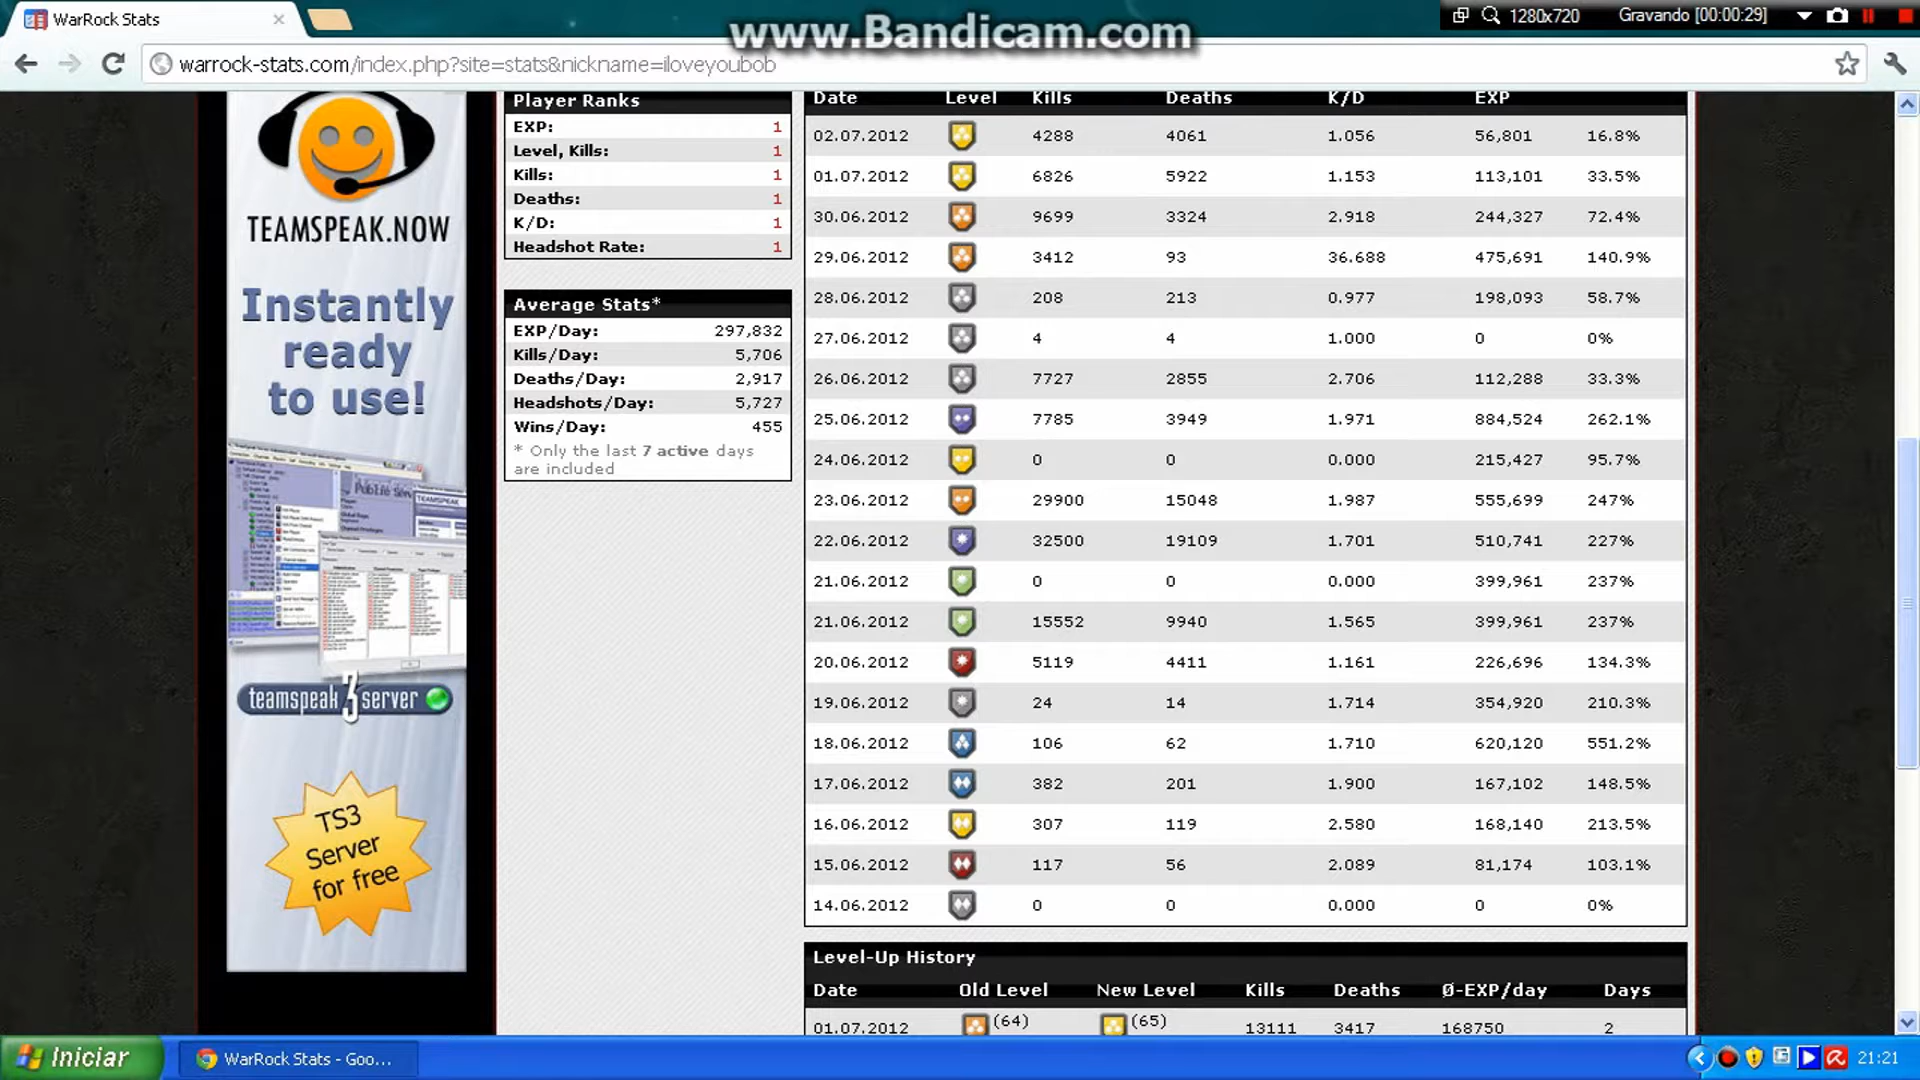 WarRock Stats
www.Bandicam.com
1280x720
Gravando [00:00:29]
warrock-stats.com/index.php?site=stats&nickname=iloveyoubob
TEAMSPEAK.NOW
Instantly
ready
to use!
teamspeak 3 server
TS3
Server
for free
Player Ranks
EXP: 1
Level, Kills: 1
Kills: 1
Deaths: 1
K/D: 1
Headshot Rate: 1
Average Stats*
EXP/Day: 297,832
Kills/Day: 5,706
Deaths/Day: 2,917
Headshots/Day: 5,727
Wins/Day: 455
* Only the last 7 active days
are included
Date Level Kills Deaths K/D EXP
02.07.2012 4288 4061 1.056 56,801 16.8%
01.07.2012 6826 5922 1.153 113,101 33.5%
30.06.2012 9699 3324 2.918 244,327 72.4%
29.06.2012 3412 93 36.688 475,691 140.9%
28.06.2012 208 213 0.977 198,093 58.7%
27.06.2012 4 4 1.000 0 0%
26.06.2012 7727 2855 2.706 112,288 33.3%
25.06.2012 7785 3949 1.971 884,524 262.1%
24.06.2012 0 0 0.000 215,427 95.7%
23.06.2012 29900 15048 1.987 555,699 247%
22.06.2012 32500 19109 1.701 510,741 227%
21.06.2012 0 0 0.000 399,961 237%
21.06.2012 15552 9940 1.565 399,961 237%
20.06.2012 5119 4411 1.161 226,696 134.3%
19.06.2012 24 14 1.714 354,920 210.3%
18.06.2012 106 62 1.710 620,120 551.2%
17.06.2012 382 201 1.900 167,102 148.5%
16.06.2012 307 119 2.580 168,140 213.5%
15.06.2012 117 56 2.089 81,174 103.1%
14.06.2012 0 0 0.000 0 0%
Level-Up History
Date Old Level New Level Kills Deaths Ø-EXP/day Days
01.07.2012 (64) (65) 13111 3417 168750 2
Iniciar
WarRock Stats - Goo...
21:21